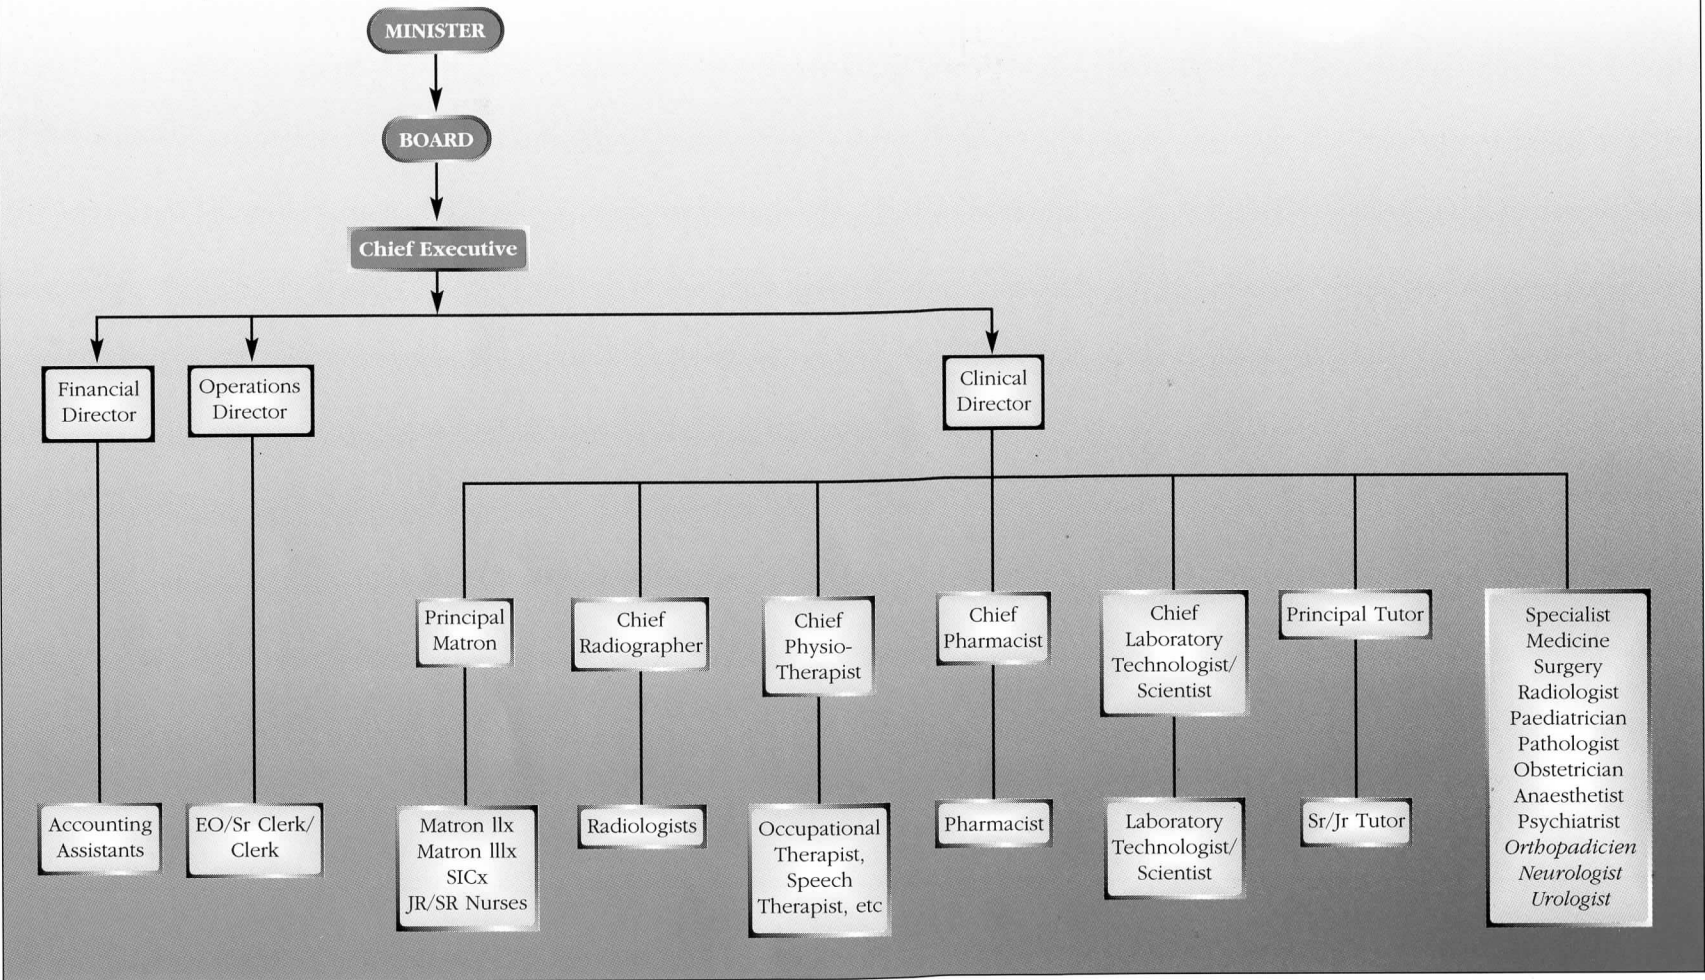 MINISTER
BOARD
Chief Executive
Financial
Director
Operations
Director
Clinical
Director
Principal
Matron
Chief
Radiographer
Chief
Physio-
Therapist
Chief
Pharmacist
Chief
Laboratory
Technologist/
Scientist
Principal Tutor
Specialist
Medicine
Surgery
Radiologist
Paediatrician
Pathologist
Obstetrician
Anaesthetist
Psychiatrist
Orthopadicien
Neurologist
Urologist
Accounting
Assistants
EO/Sr Clerk/
Clerk
Matron llx
Matron lllx
SICx
JR/SR Nurses
Radiologists
Occupational
Therapist,
Speech
Therapist, etc
Pharmacist
Laboratory
Technologist/
Scientist
Sr/Jr Tutor